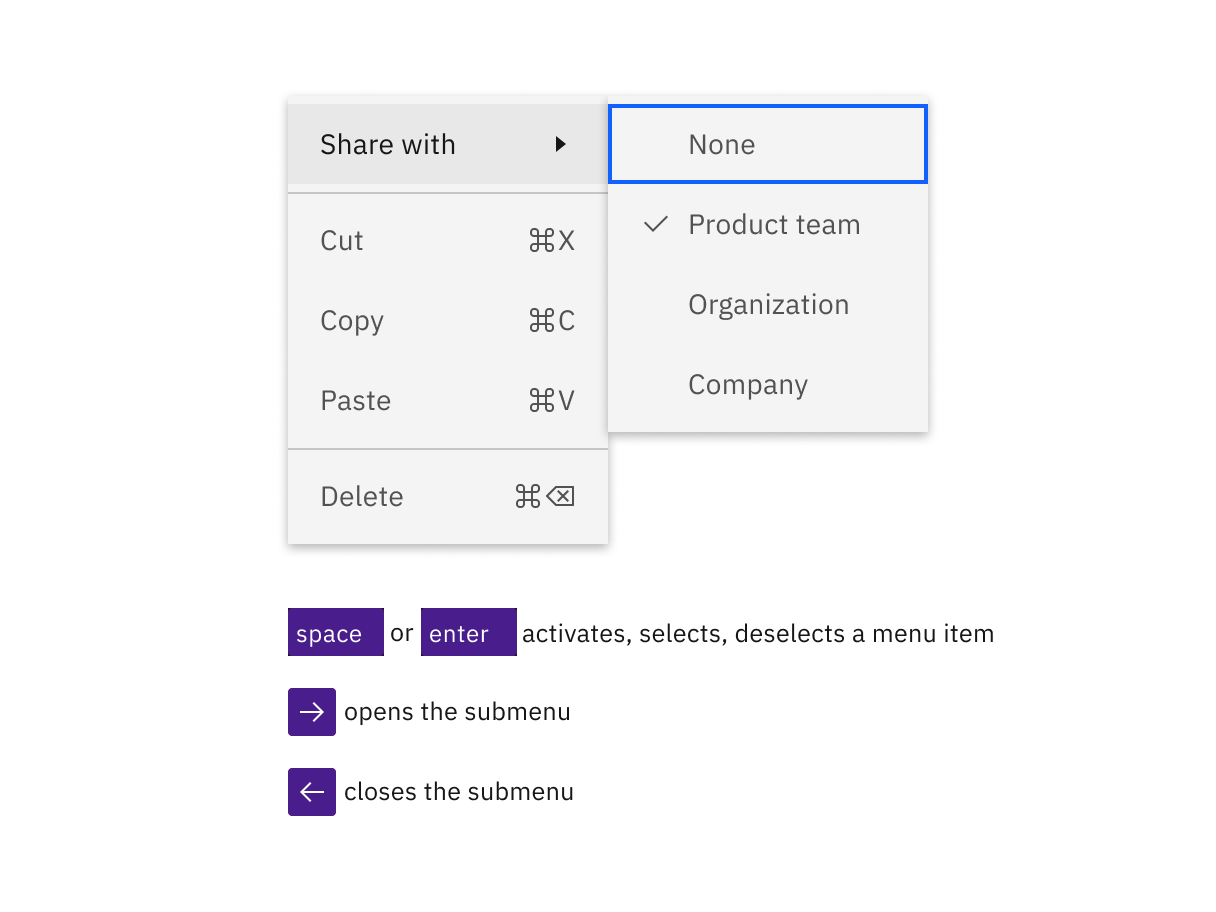 Share with
Cut ⌘X
Copy ⌘C
Paste ⌘V
Delete ⌘⌫
None
✓ Product team
Organization
Company
space or enter activates, selects, deselects a menu item
→ opens the submenu
← closes the submenu